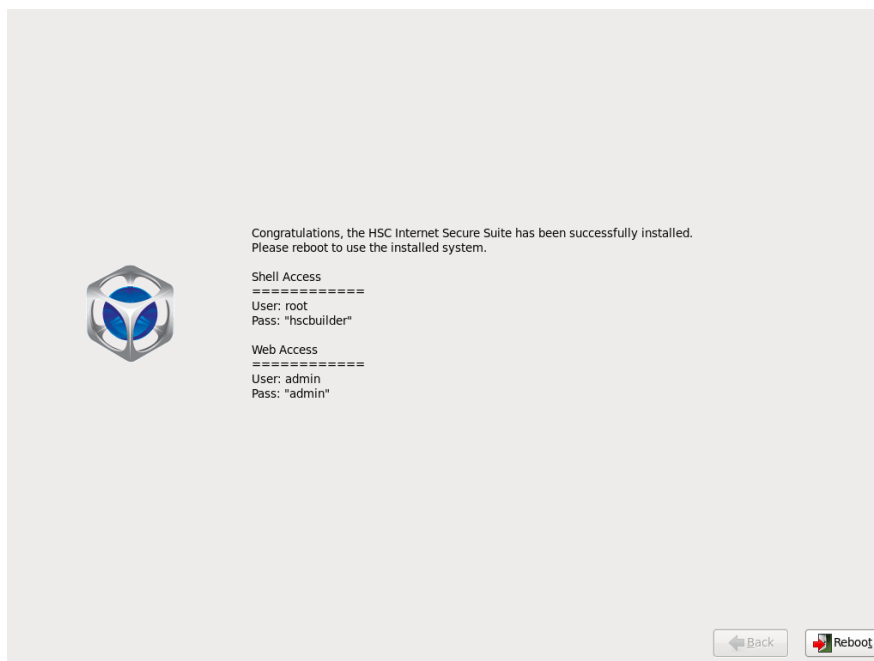 Congratulations, the HSC Internet Secure Suite has been successfully installed.
Please reboot to use the installed system.
Shell Access
============
User: root
Pass: "hscbuilder"
Web Access
============
User: admin
Pass: "admin"
Back
Reboot